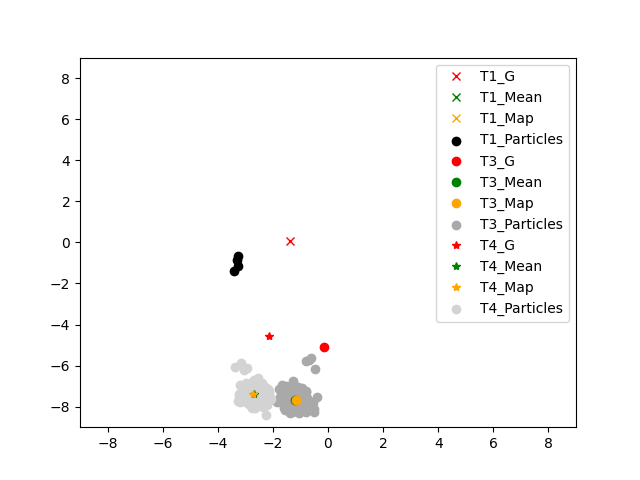 8
6
4
2
0
−2
−4
−6
−8
−8 −6 −4 −2 0 2 4 6 8
T1_G
T1_Mean
T1_Map
T1_Particles
T3_G
T3_Mean
T3_Map
T3_Particles
T4_G
T4_Mean
T4_Map
T4_Particles